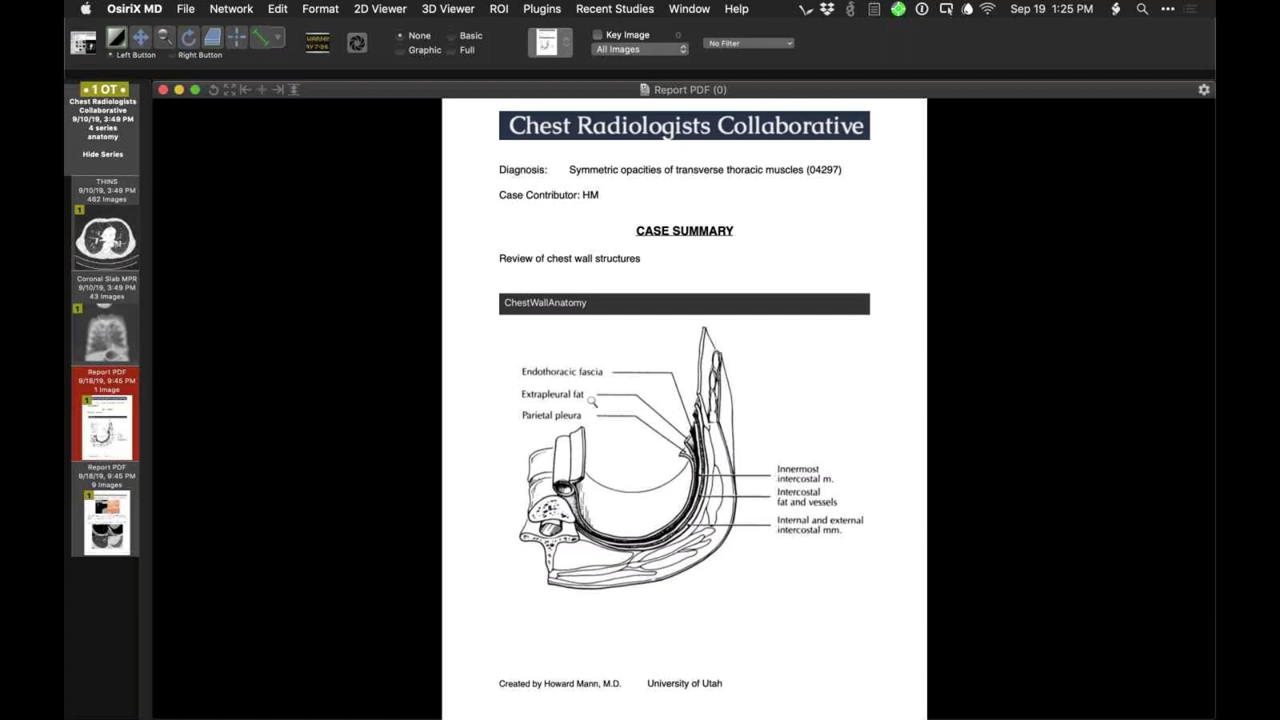 OsiriX MD File Network Edit Format 2D Viewer 3D Viewer ROI Plugins Recent Studies Window Help Sep 19 1:25 PM
None Basic
Graphic Full
Left Button Right Button
Key Image 0
All Images
No Filter
1 OT
Chest Radiologists
Collaborative
9/10/19, 3:49 PM
4 series
anatomy
Hide Series
THINS
9/10/19, 3:49 PM
462 Images
1
Coronal Slab MPR
9/10/19, 3:49 PM
43 Images
1
Report PDF
9/18/19, 9:45 PM
1 Image
1
Report PDF
9/18/19, 9:45 PM
9 Images
1
Report PDF (0)
Chest Radiologists Collaborative
Diagnosis: Symmetric opacities of transverse thoracic muscles (04297)
Case Contributor: HM
CASE SUMMARY
Review of chest wall structures
ChestWallAnatomy
Endothoracic fascia
Extrapleural fat
Parietal pleura
Innermost
intercostal m.
Intercostal
fat and vessels
Internal and external
intercostal mm.
Created by Howard Mann, M.D. University of Utah